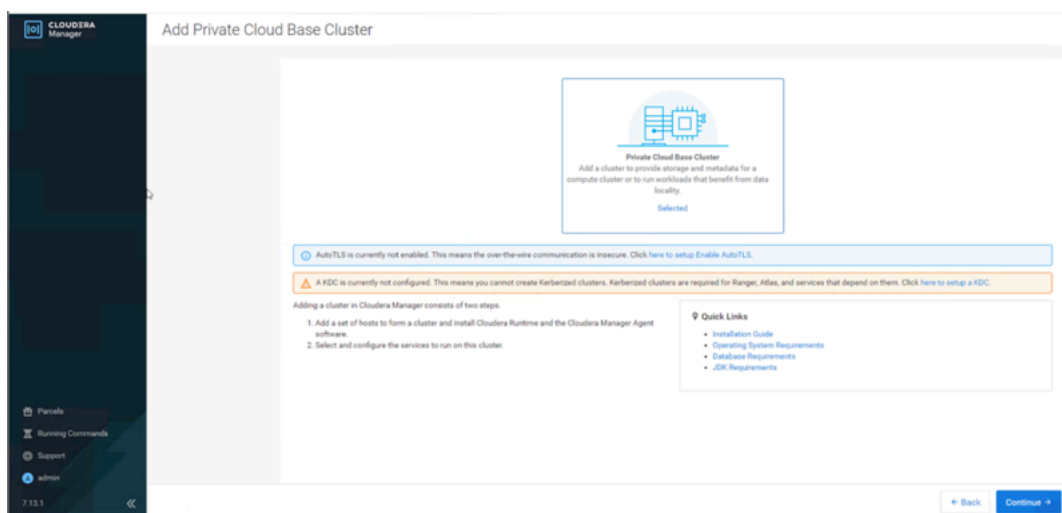 CLOUDERA
Manager
Add Private Cloud Base Cluster
Private Cloud Base Cluster
Add a cluster to provide storage and metadata for a
compute cluster or to run workloads that benefit from data
locality.
Selected
AutoTLS is currently not enabled. This means the over-the-wire communication is insecure. Click here to setup Enable AutoTLS.
A KDC is currently not configured. This means you cannot create Kerberized clusters. Kerberized clusters are required for Ranger, Atlas, and services that depend on them. Click here to setup a KDC.
Adding a cluster in Cloudera Manager consists of two steps.
1. Add a set of hosts to form a cluster and install Cloudera Runtime and the Cloudera Manager Agent
software.
2. Select and configure the services to run on this cluster.
Quick Links
• Installation Guide
• Operating System Requirements
• Database Requirements
• JDK Requirements
Parcels
Running Commands
Support
admin
7.13.1
← Back
Continue →